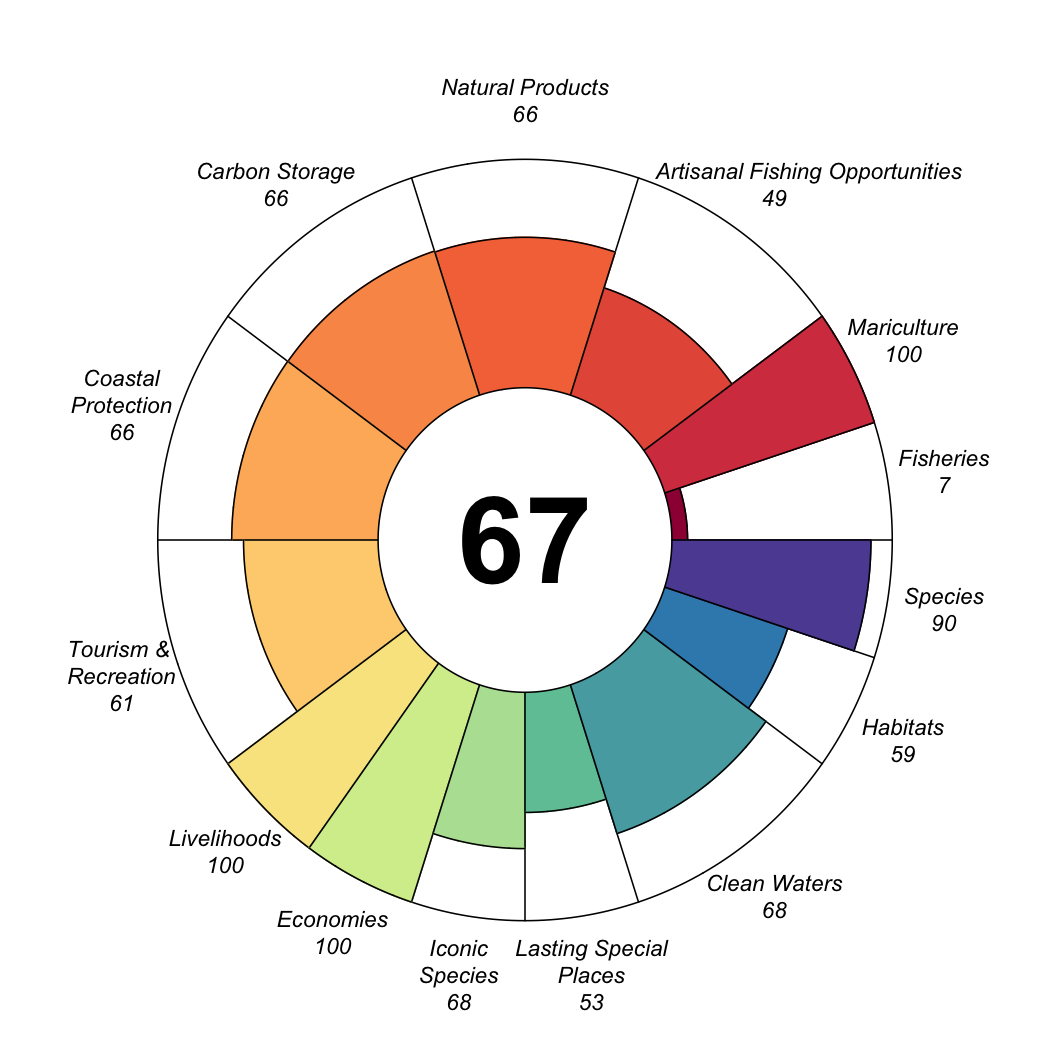 Natural Products
66
Carbon Storage
66
Artisanal Fishing Opportunities
49
Mariculture
100
Coastal
Protection
66
Fisheries
7
67
Species
90
Tourism &
Recreation
61
Habitats
59
Livelihoods
100
Clean Waters
68
Economies
100
Iconic
Species
68
Lasting Special
Places
53